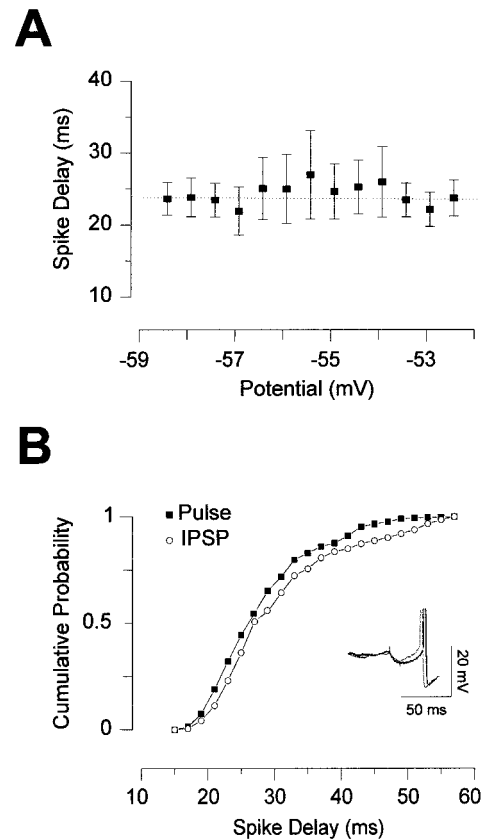 A
40
30
20
10
Spike Delay (ms)
-59
-57
-55
-53
Potential (mV)
B
1
0.5
0
Cumulative Probability
Pulse
IPSP
20 mV
50 ms
10
20
30
40
50
60
Spike Delay (ms)